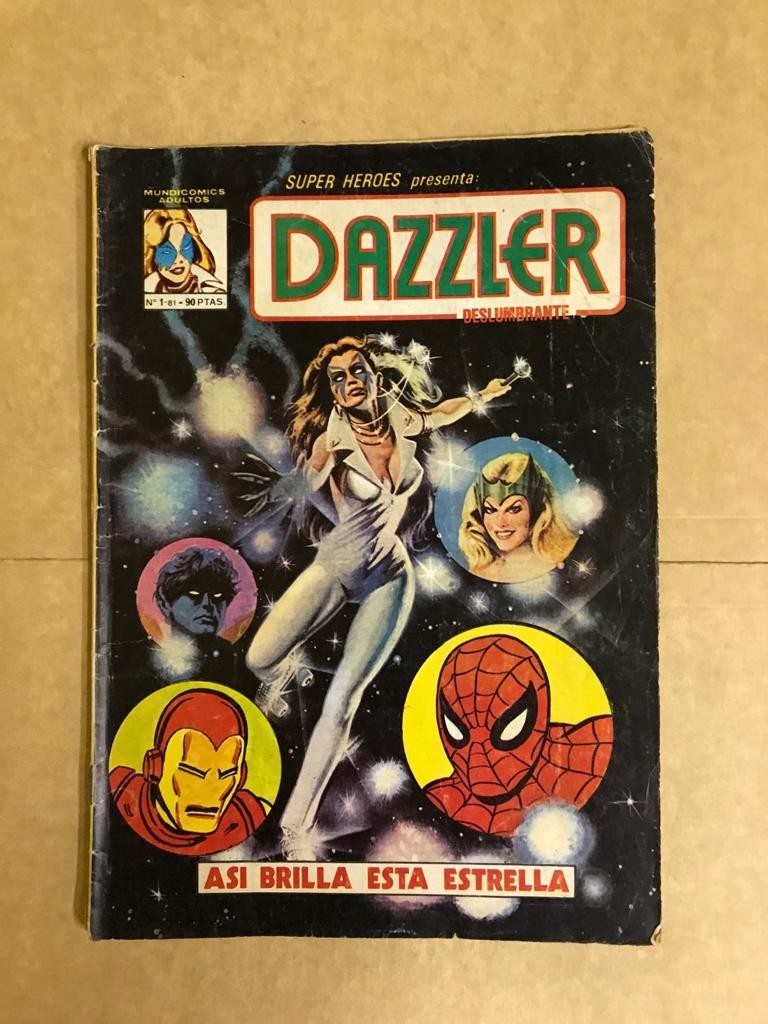 SUPER HEROES presenta:
MUNDICOMICS
ADULTOS
DAZZLER
DESLUMBRANTE
Nº 1-81-90 PTAS.
ASI BRILLA ESTA ESTRELLA